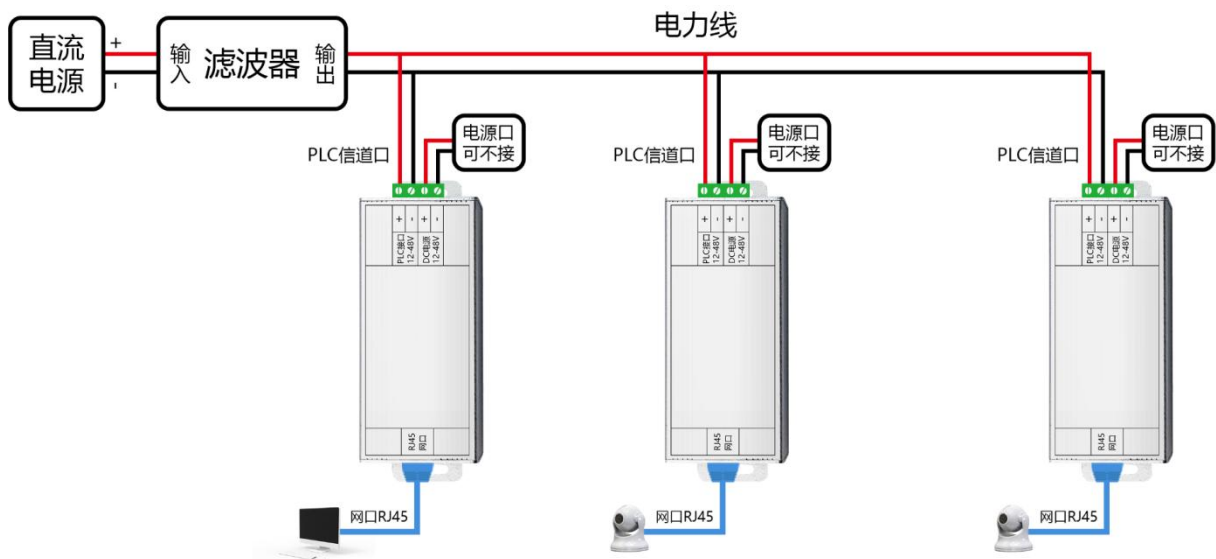 电力线
直流
电源
+
-
输入
滤波器
输出
PLC信道口
电源口
可不接
PLC信道口
电源口
可不接
PLC信道口
电源口
可不接
+ - + -
PLC接口
12-48V
DC电源
12-48V
+ - + -
PLC接口
12-48V
DC电源
12-48V
+ - + -
PLC接口
12-48V
DC电源
12-48V
RJ45
网口
RJ45
网口
RJ45
网口
网口RJ45
网口RJ45
网口RJ45